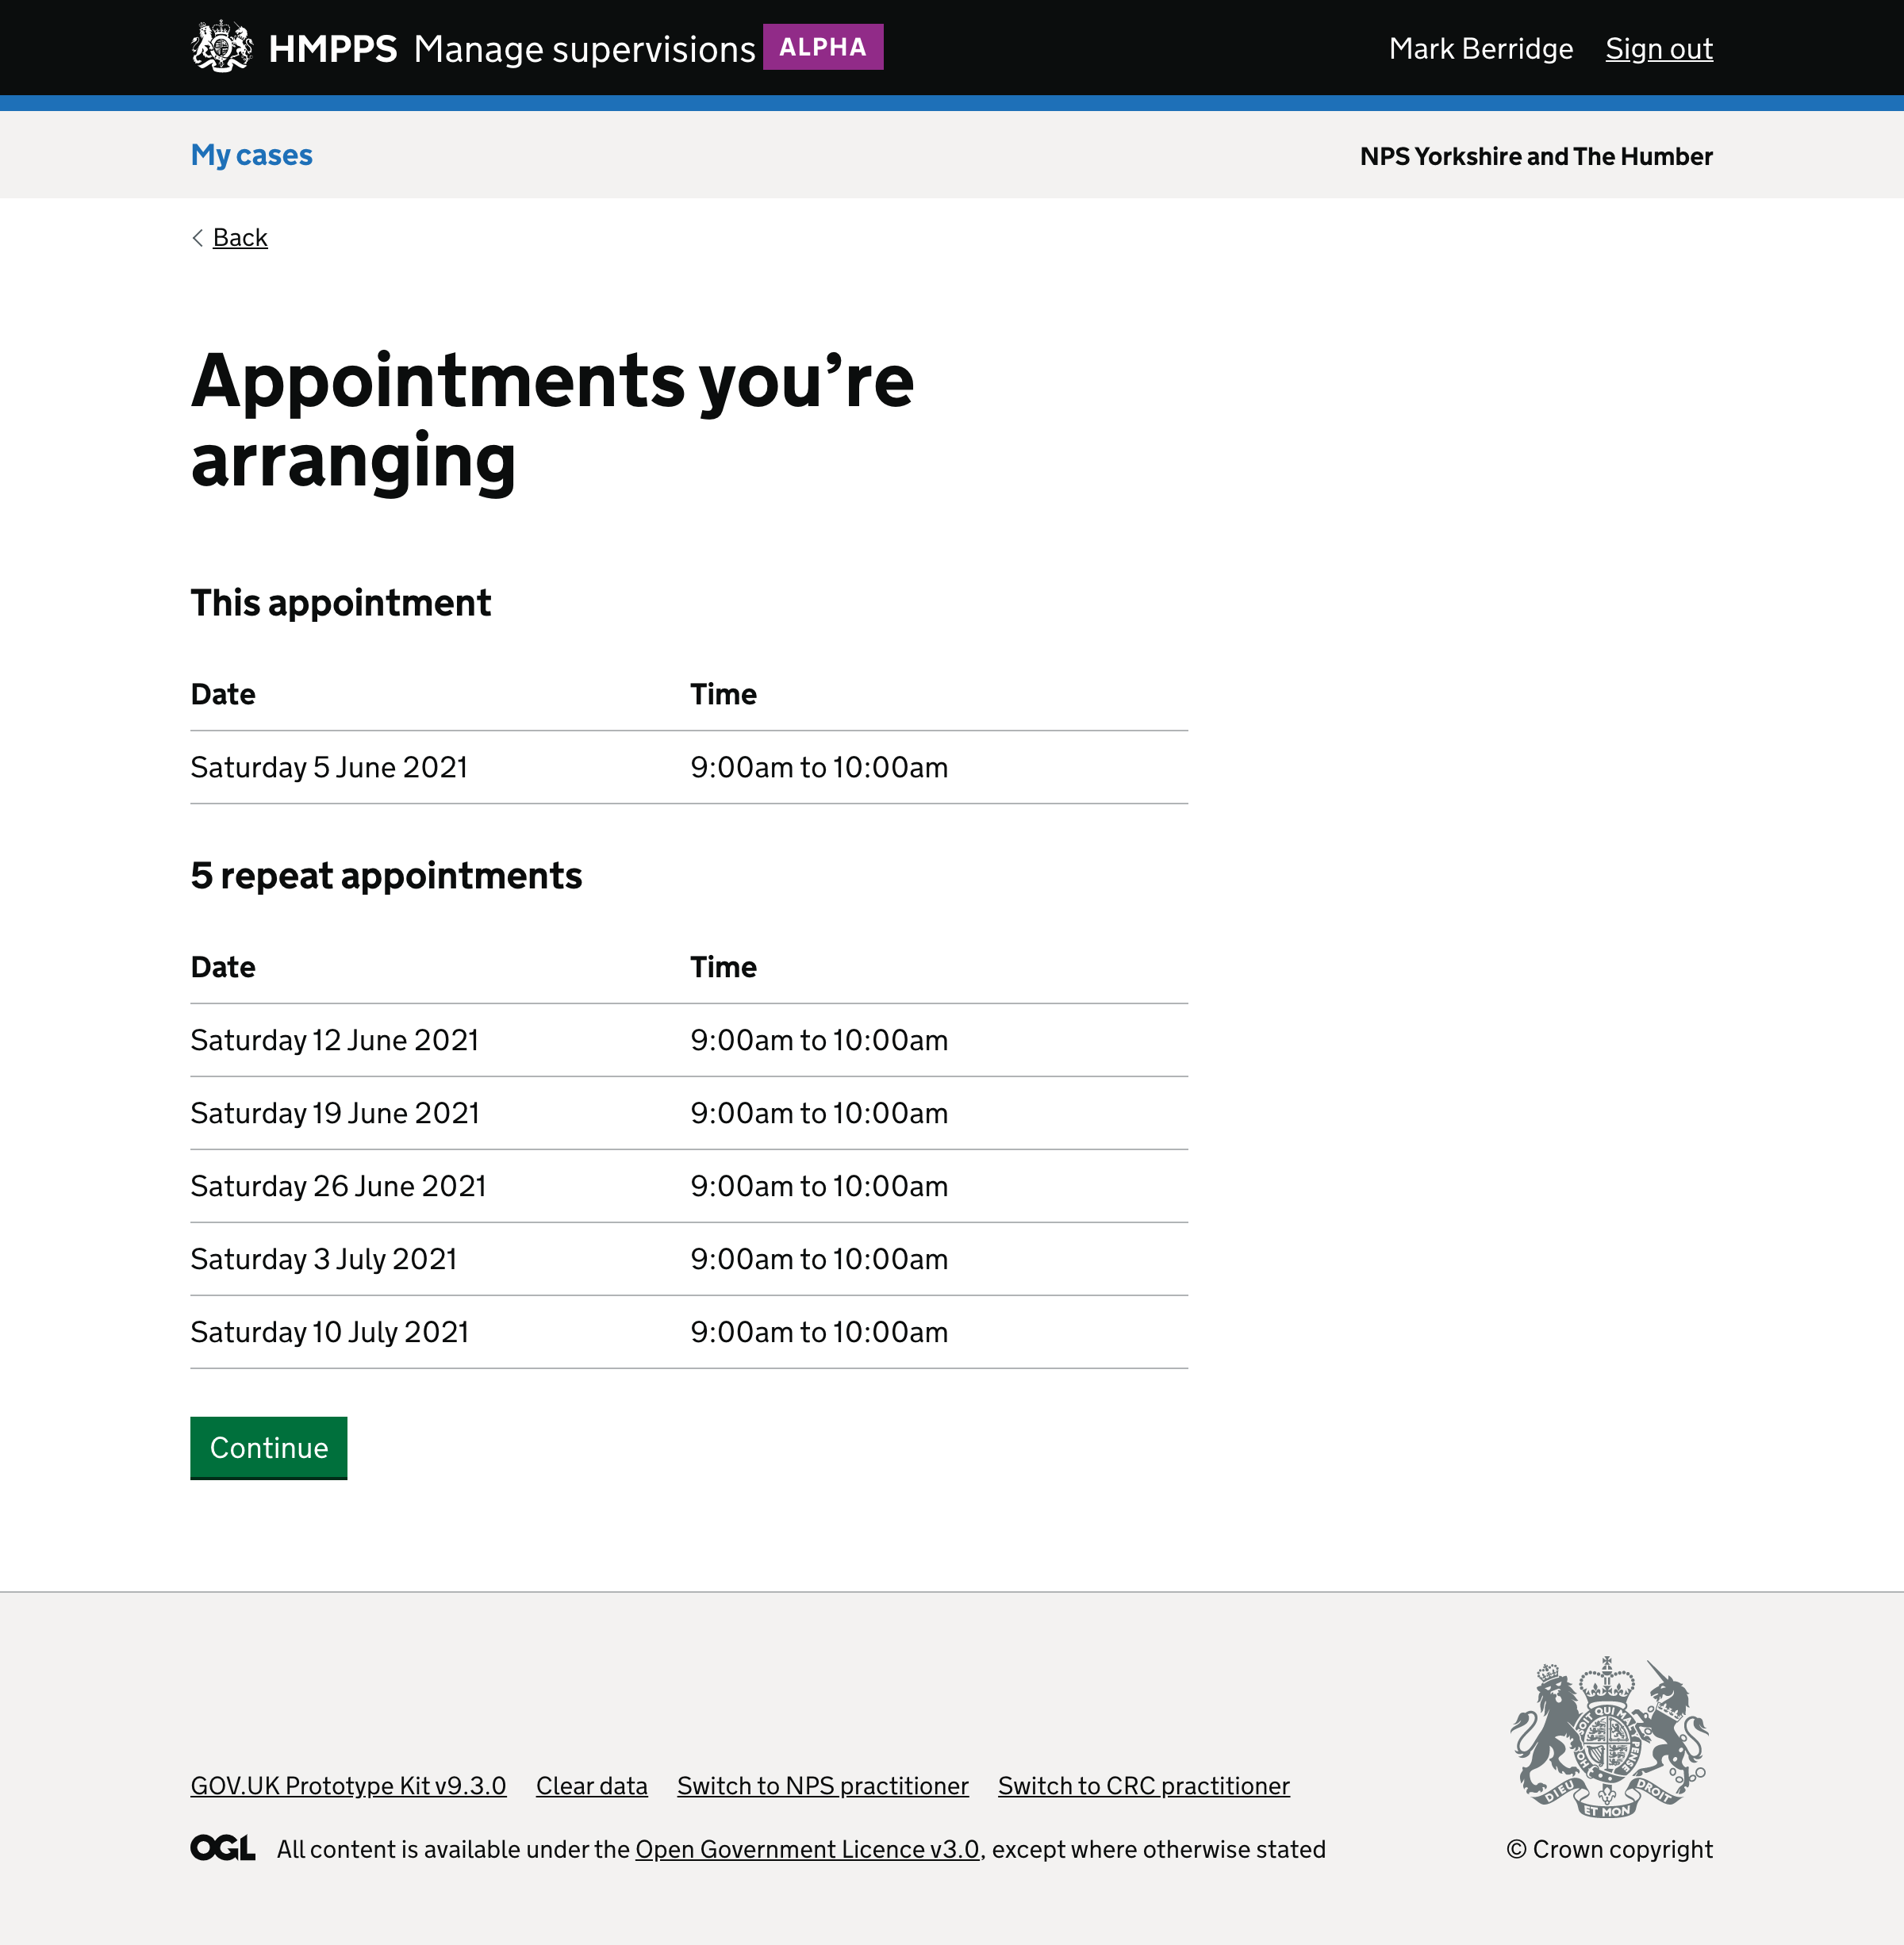 HMPPS Manage supervisions ALPHA Mark Berridge Sign out
My cases NPS Yorkshire and The Humber
Back
Appointments you’re
arranging
This appointment
Date Time
Saturday 5 June 2021 9:00am to 10:00am
5 repeat appointments
Date Time
Saturday 12 June 2021 9:00am to 10:00am
Saturday 19 June 2021 9:00am to 10:00am
Saturday 26 June 2021 9:00am to 10:00am
Saturday 3 July 2021 9:00am to 10:00am
Saturday 10 July 2021 9:00am to 10:00am
Continue
SOIT QUI MAL Y PENSE
DIEU ET MON DROIT
GOV.UK Prototype Kit v9.3.0 Clear data Switch to NPS practitioner Switch to CRC practitioner
OGL All content is available under the Open Government Licence v3.0, except where otherwise stated © Crown copyright